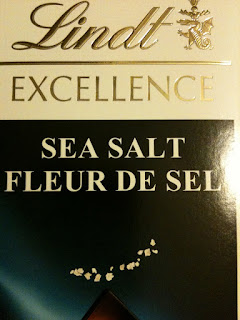 Lindt
EXCELLENCE
SEA SALT
FLEUR DE SEL